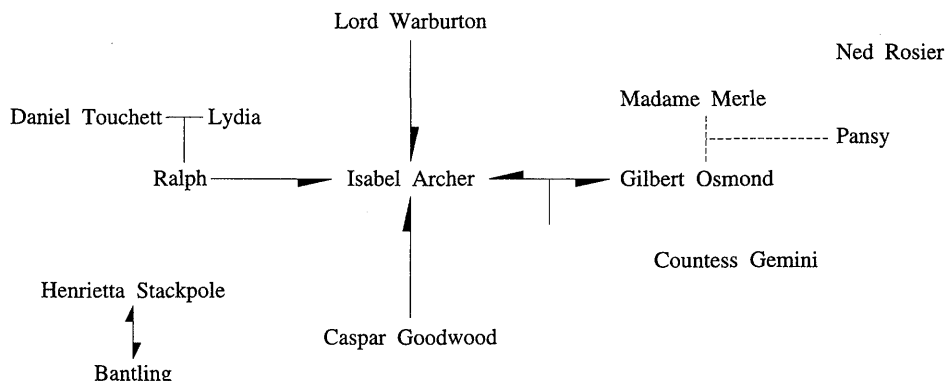 Lord Warburton
Ned Rosier
Madame Merle
Daniel Touchett Lydia
Pansy
Ralph Isabel Archer Gilbert Osmond
Countess Gemini
Henrietta Stackpole
Caspar Goodwood
Bantling